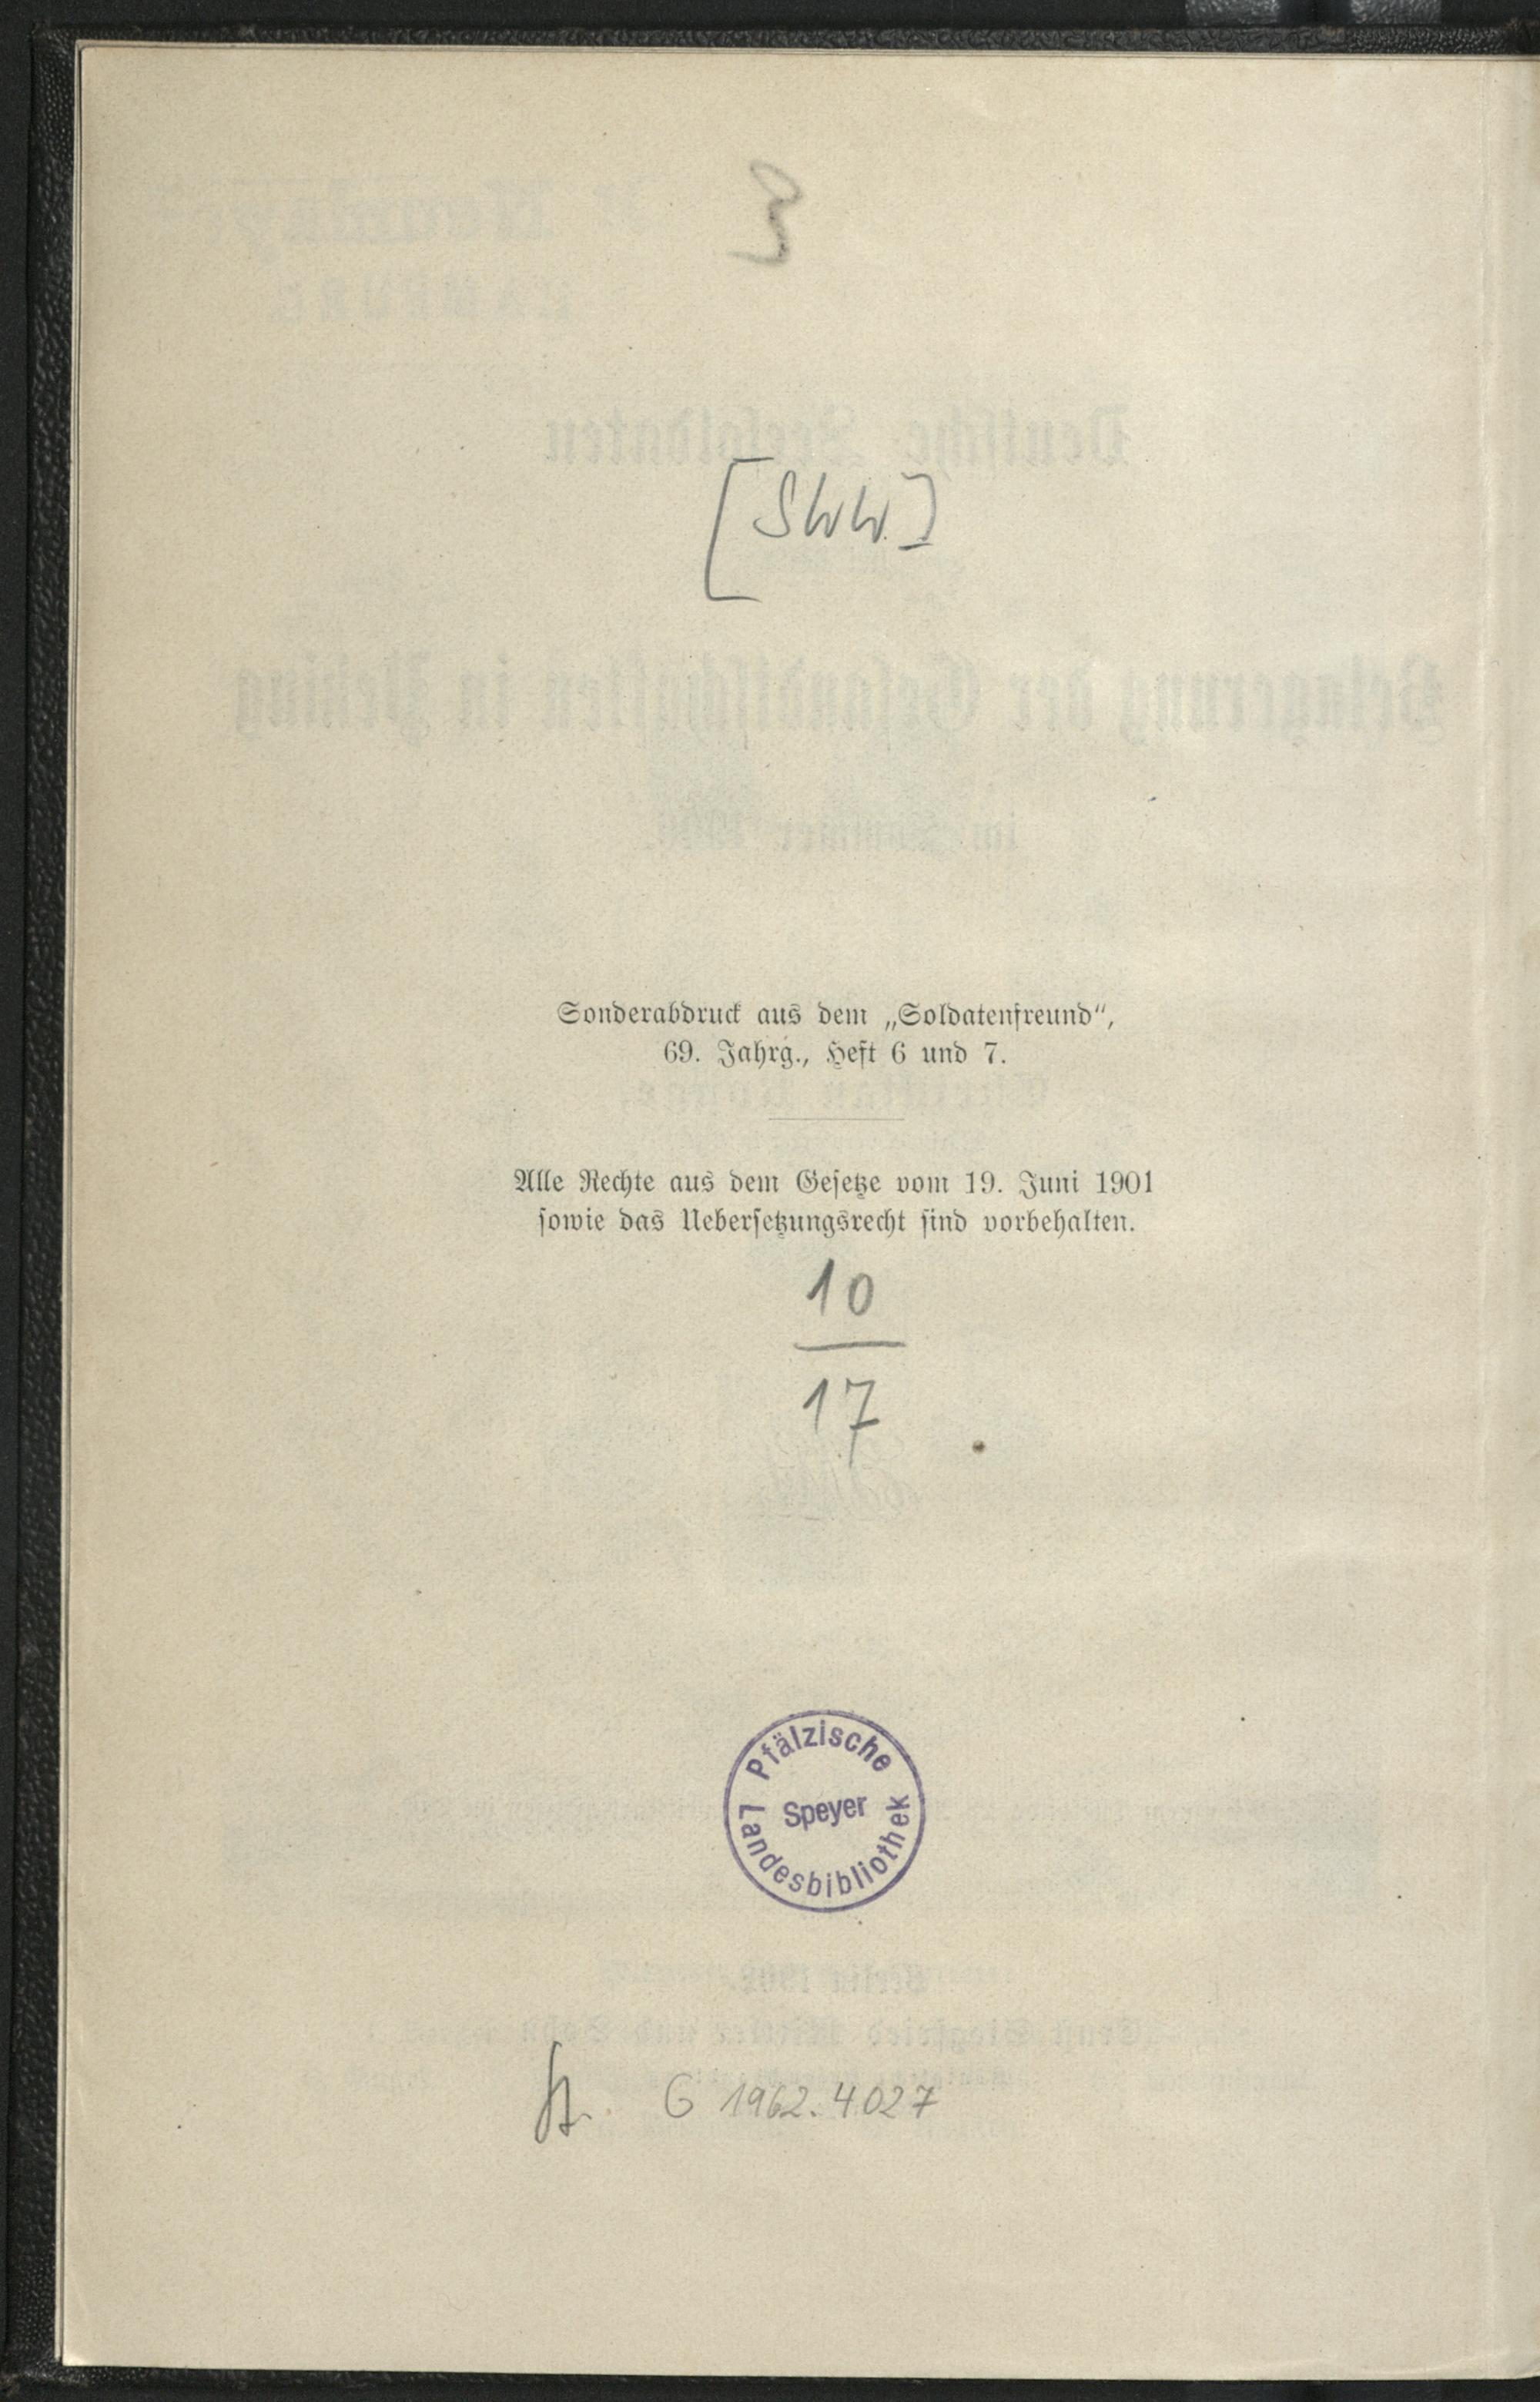 3
[SWW.]
Sonderabdruck aus dem „Soldatenfreund“,
69. Jahrg., Heft 6 und 7.
Alle Rechte aus dem Gesetze vom 19. Juni 1901
sowie das Uebersetzungsrecht sind vorbehalten.
10
17
Pfälzische
Speyer
Landesbibliothek
G 1962.4027